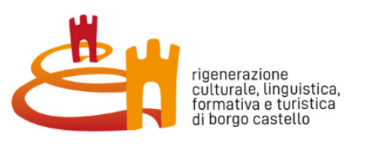 rigenerazione
culturale, linguistica,
formativa e turistica
di borgo castello